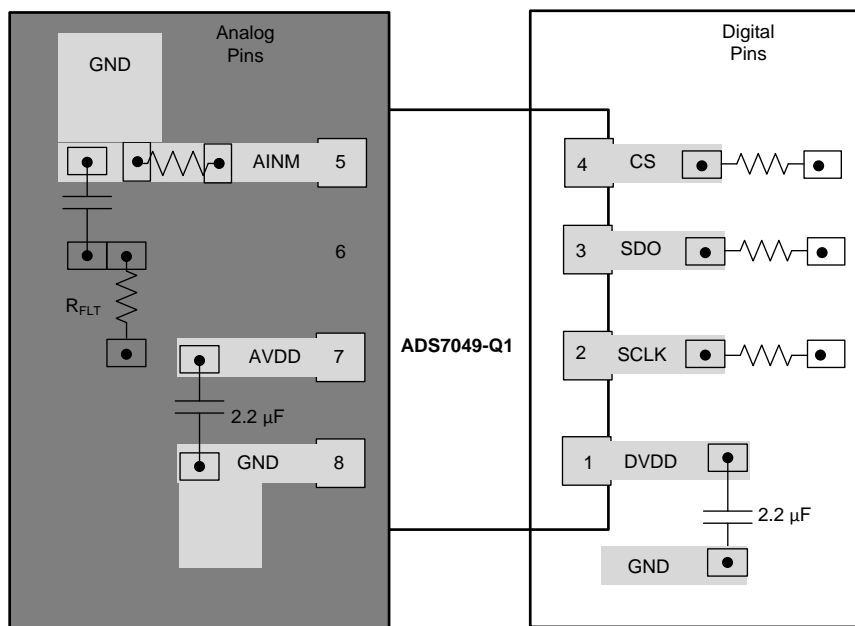 Analog
Pins
GND
AINM 5
6
R_FLT
AVDD 7
2.2 µF
GND 8
ADS7049-Q1
Digital
Pins
4 CS
3 SDO
2 SCLK
1 DVDD
2.2 µF
GND